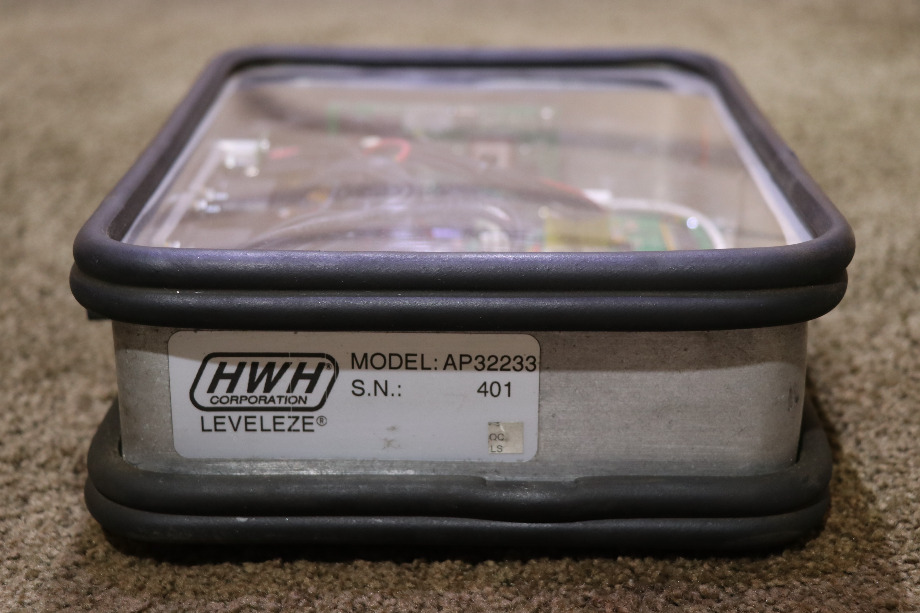 HWH®
CORPORATION
LEVELEZE®
MODEL: AP32233
S.N.: 401
QC
LS